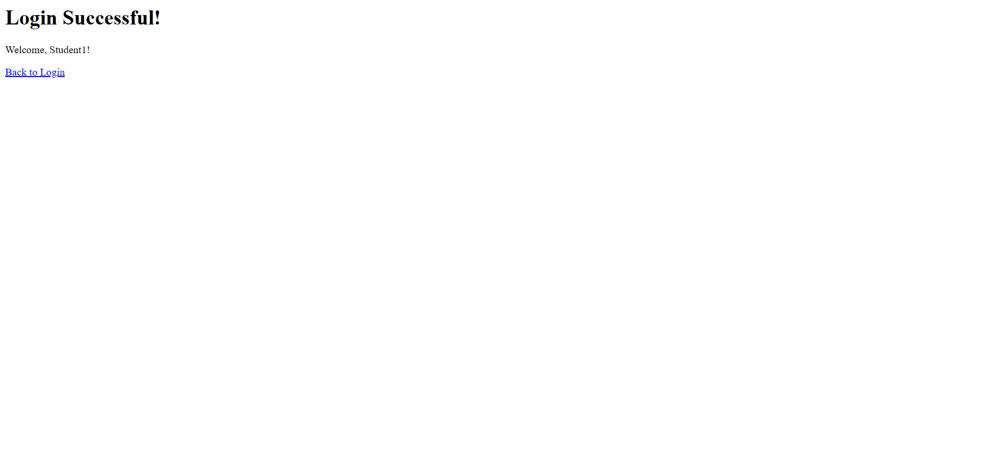 Login Successful!
Welcome, Student1!
Back to Login